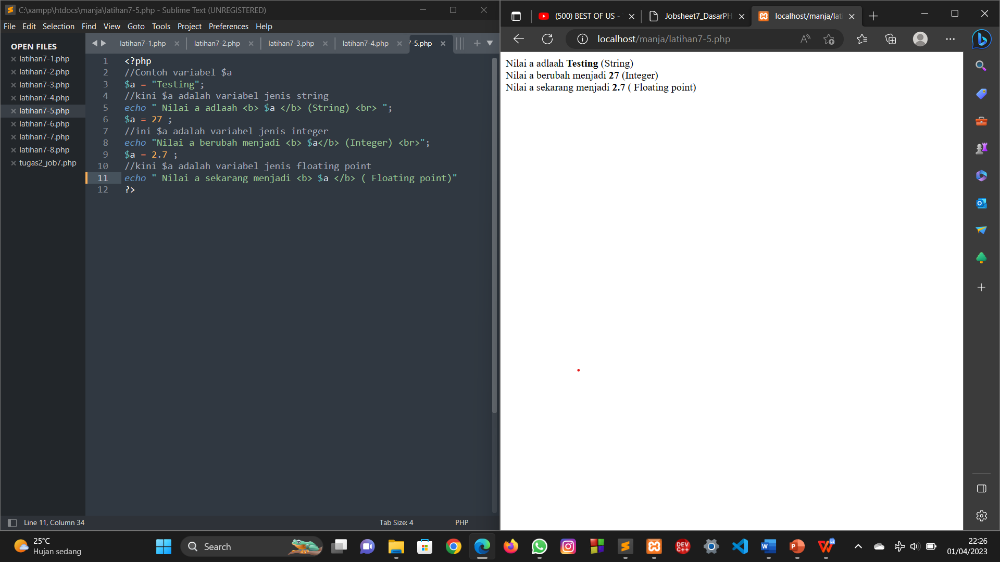 C:\xampp\htdocs\manja\latihan7-5.php - Sublime Text (UNREGISTERED)
File Edit Selection Find View Goto Tools Project Preferences Help
OPEN FILES
latihan7-1.php
latihan7-2.php
latihan7-3.php
latihan7-4.php
latihan7-5.php
latihan7-6.php
latihan7-7.php
latihan7-8.php
tugas2_job7.php
latihan7-1.php latihan7-2.php latihan7-3.php latihan7-4.php 7-5.php
1 <?php
2 //Contoh variabel $a
3 $a = "Testing";
4 //kini $a adalah variabel jenis string
5 echo " Nilai a adlaah <b> $a </b> (String) <br> ";
6 $a = 27 ;
7 //ini $a adalah variabel jenis integer
8 echo "Nilai a berubah menjadi <b> $a</b> (Integer) <br>";
9 $a = 2.7 ;
10 //kini $a adalah variabel jenis floating point
11 echo " Nilai a sekarang menjadi <b> $a </b> ( Floating point)"
12 ?>
Line 11, Column 34 Tab Size: 4 PHP
(500) BEST OF US - Jobsheet7_DasarPH localhost/manja/lati
localhost/manja/latihan7-5.php
Nilai a adlaah Testing (String)
Nilai a berubah menjadi 27 (Integer)
Nilai a sekarang menjadi 2.7 ( Floating point)
25°C
Hujan sedang
Search
DEV C++
22:26
01/04/2023